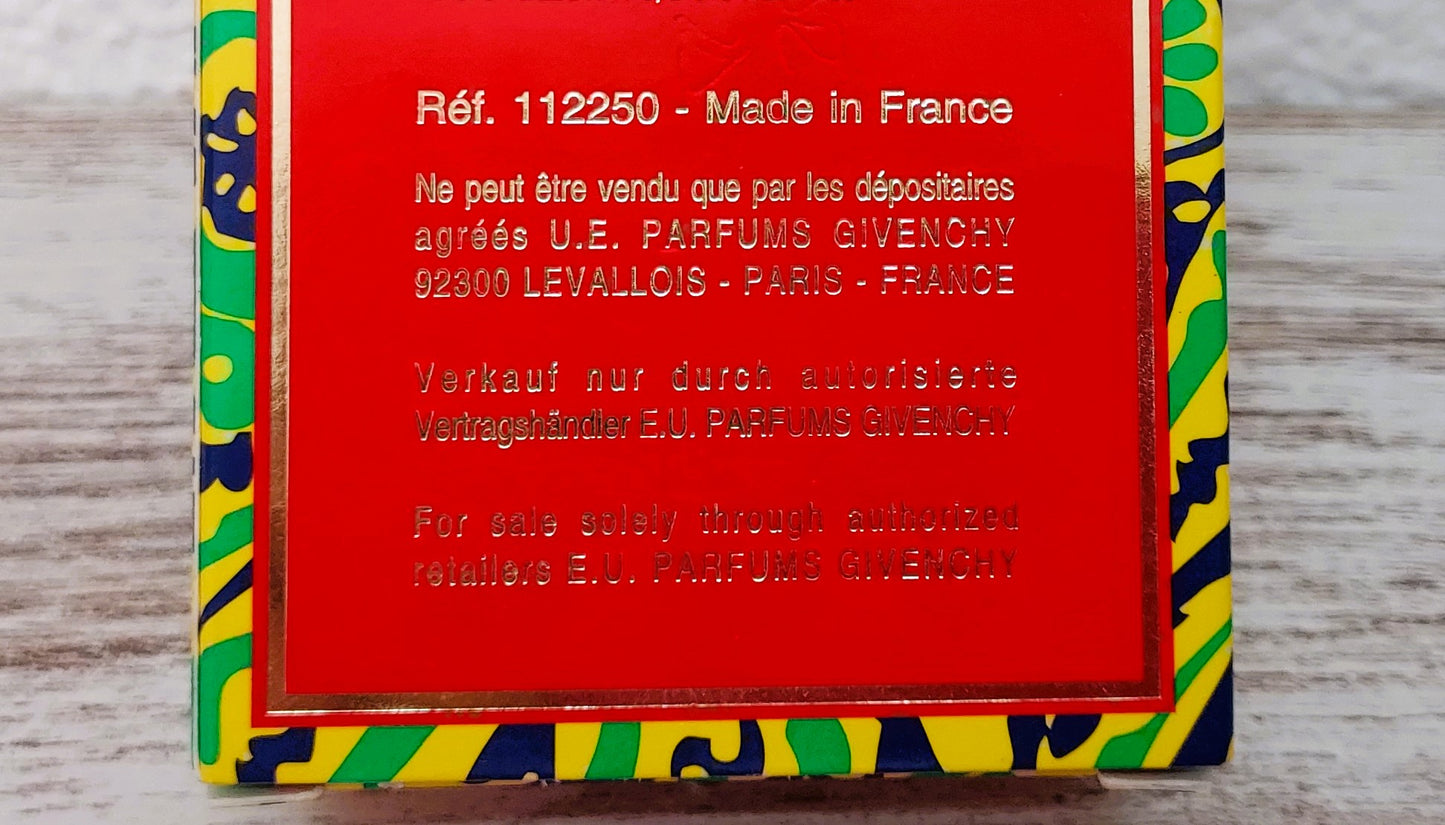 Réf. 112250 - Made in France
Ne peut être vendu que par les dépositaires
agréés U.E. PARFUMS GIVENCHY
92300 LEVALLOIS - PARIS - FRANCE
Verkauf nur durch autorisierte
Vertragshändler E.U. PARFUMS GIVENCHY
For sale solely through authorized
retailers E.U. PARFUMS GIVENCHY